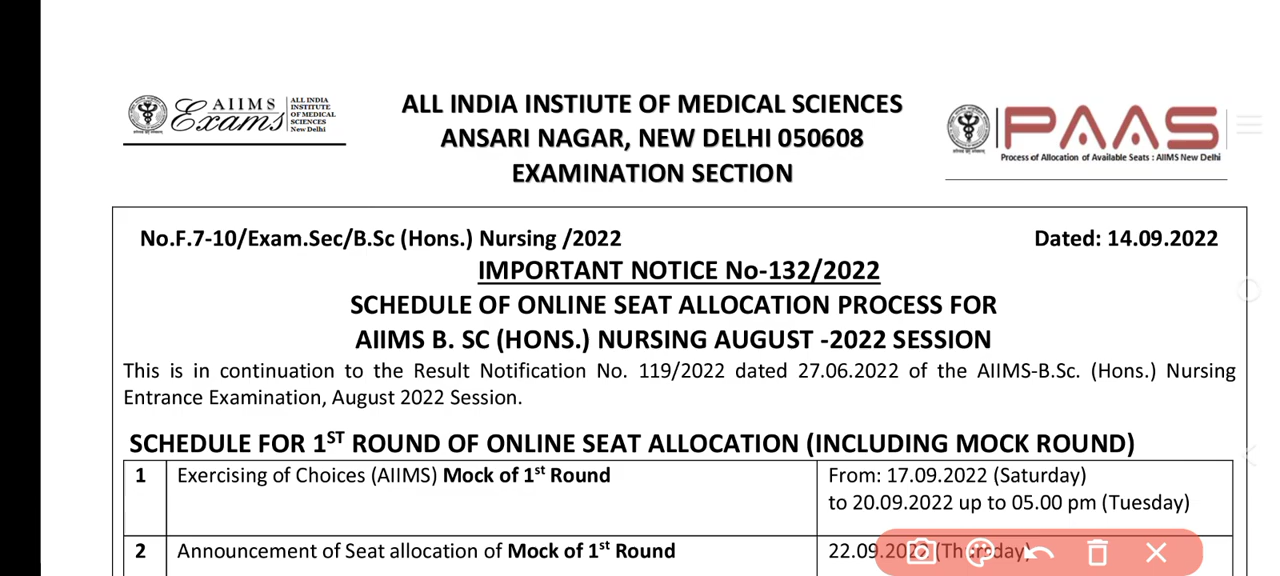 AIIMS
Exams
ALL INDIA
INSTITUTE
OF MEDICAL
SCIENCES
New Delhi
ALL INDIA INSTIUTE OF MEDICAL SCIENCES
ANSARI NAGAR, NEW DELHI 050608
EXAMINATION SECTION
PAAS
Process of Allocation of Available Seats : AIIMS New Delhi
No.F.7-10/Exam.Sec/B.Sc (Hons.) Nursing /2022 Dated: 14.09.2022
IMPORTANT NOTICE No-132/2022
SCHEDULE OF ONLINE SEAT ALLOCATION PROCESS FOR
AIIMS B. SC (HONS.) NURSING AUGUST -2022 SESSION
This is in continuation to the Result Notification No. 119/2022 dated 27.06.2022 of the AIIMS-B.Sc. (Hons.) Nursing
Entrance Examination, August 2022 Session.
SCHEDULE FOR 1ST ROUND OF ONLINE SEAT ALLOCATION (INCLUDING MOCK ROUND)
1 Exercising of Choices (AIIMS) Mock of 1st Round From: 17.09.2022 (Saturday)
to 20.09.2022 up to 05.00 pm (Tuesday)
2 Announcement of Seat allocation of Mock of 1st Round 22.09.2022 (Thursday)